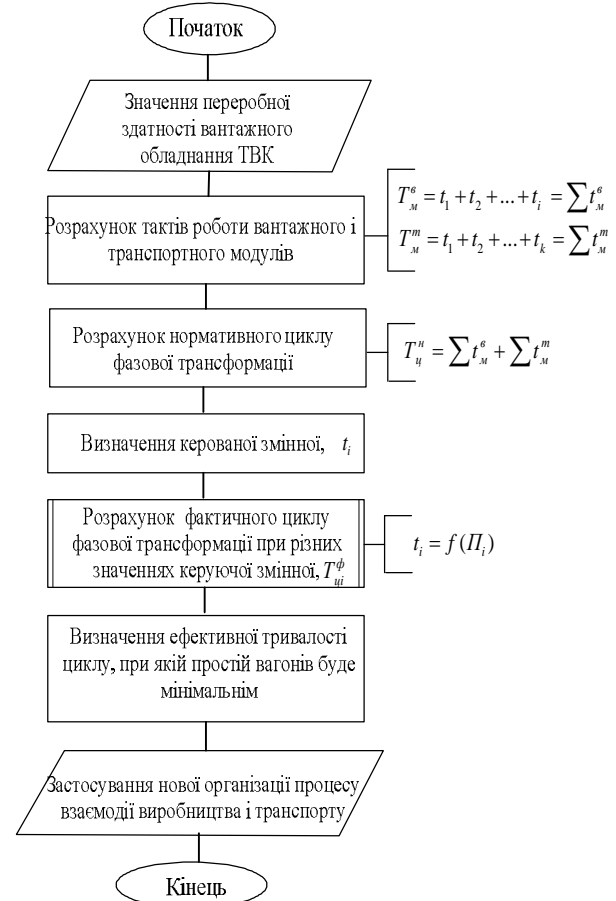 Початок
Значення переробної
здатності вантажного
обладнання ТВК
Розрахунок тактів роботи вантажного і
транспортного модулів
T_м^в = t_1 + t_2 + ... + t_i = ∑ t_м^в
T_м^т = t_1 + t_2 + ... + t_k = ∑ t_м^т
Розрахунок нормативного циклу
фазової трансформації
T_ц^н = ∑ t_м^в + ∑ t_м^т
Визначення керованої змінної, t_i
Розрахунок фактичного циклу
фазової трансформації при різних
значеннях керуючої змінної, T_ці^ф
t_i = f(П_i)
Визначення ефективної тривалості
циклу, при якій простій вагонів буде
мінімальнім
Застосування нової організації процесу
взаємодії виробництва і транспорту
Кінець